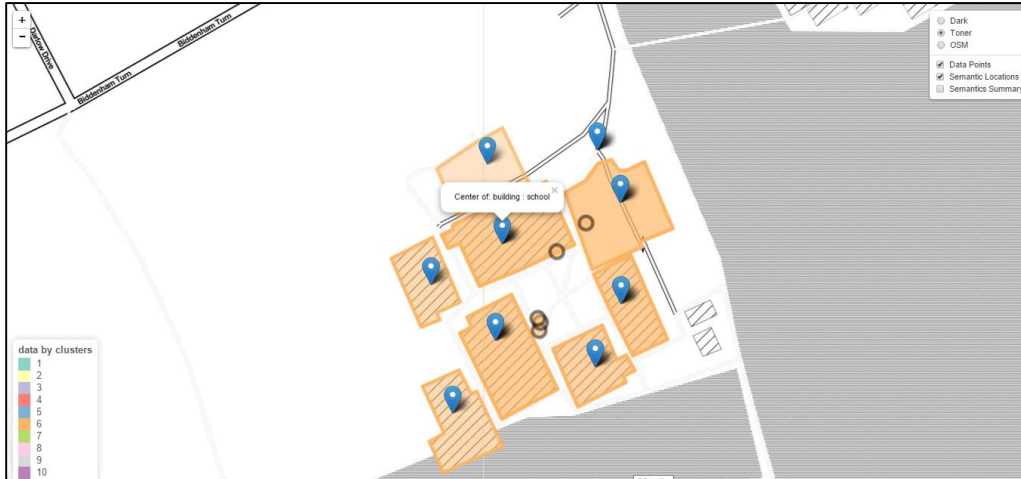 +
−
Darlow Drive
Biddenham Turn
Biddenham Turn
Dark
Toner
OSM
Data Points
Semantic Locations
Semantics Summary
Center of: building : school ×
data by clusters
1
2
3
4
5
6
7
8
9
10